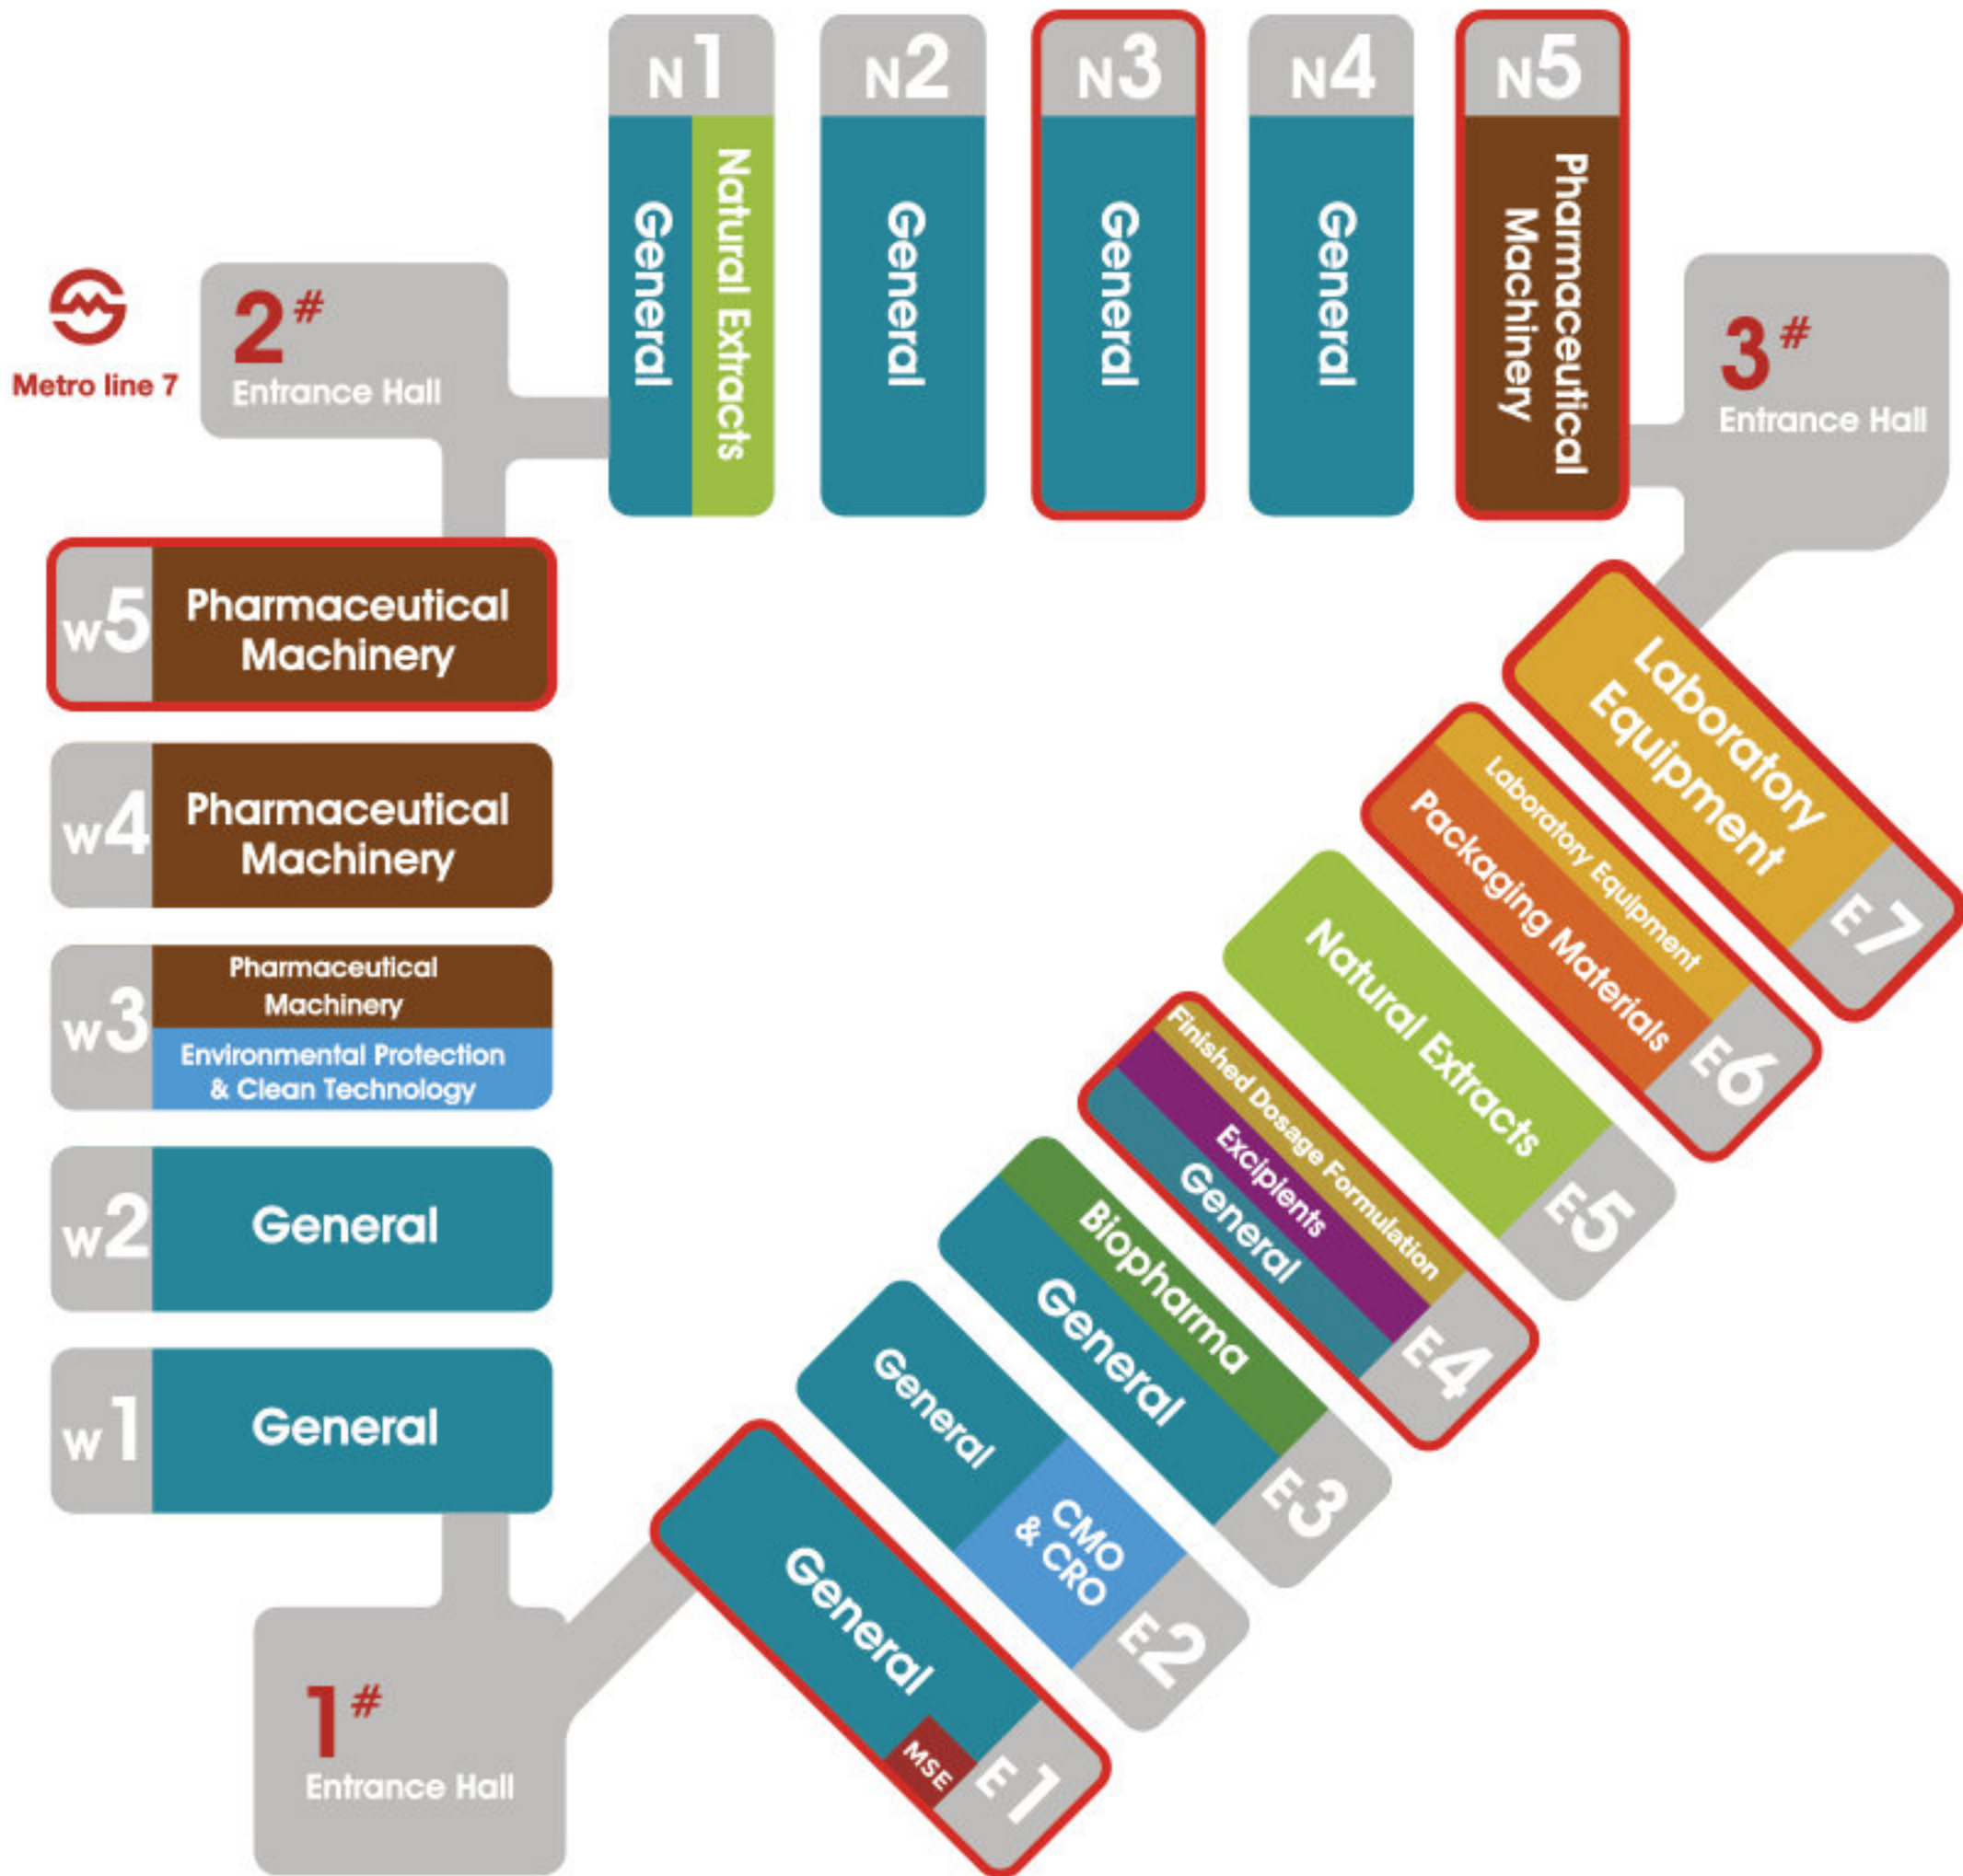 N1
General
Natural Extracts
N2
General
N3
General
N4
General
N5
Pharmaceutical
Machinery
Metro line 7
2#
Entrance Hall
3#
Entrance Hall
W5
Pharmaceutical
Machinery
W4
Pharmaceutical
Machinery
W3
Pharmaceutical
Machinery
Environmental Protection
& Clean Technology
W2
General
W1
General
1#
Entrance Hall
Laboratory
Equipment
E7
Laboratory Equipment
Packaging Materials
E6
Natural Extracts
E5
Finished Dosage Formulation
Excipients
General
E4
Biopharma
General
E3
General
CMO
& CRO
E2
General
MSE
E1